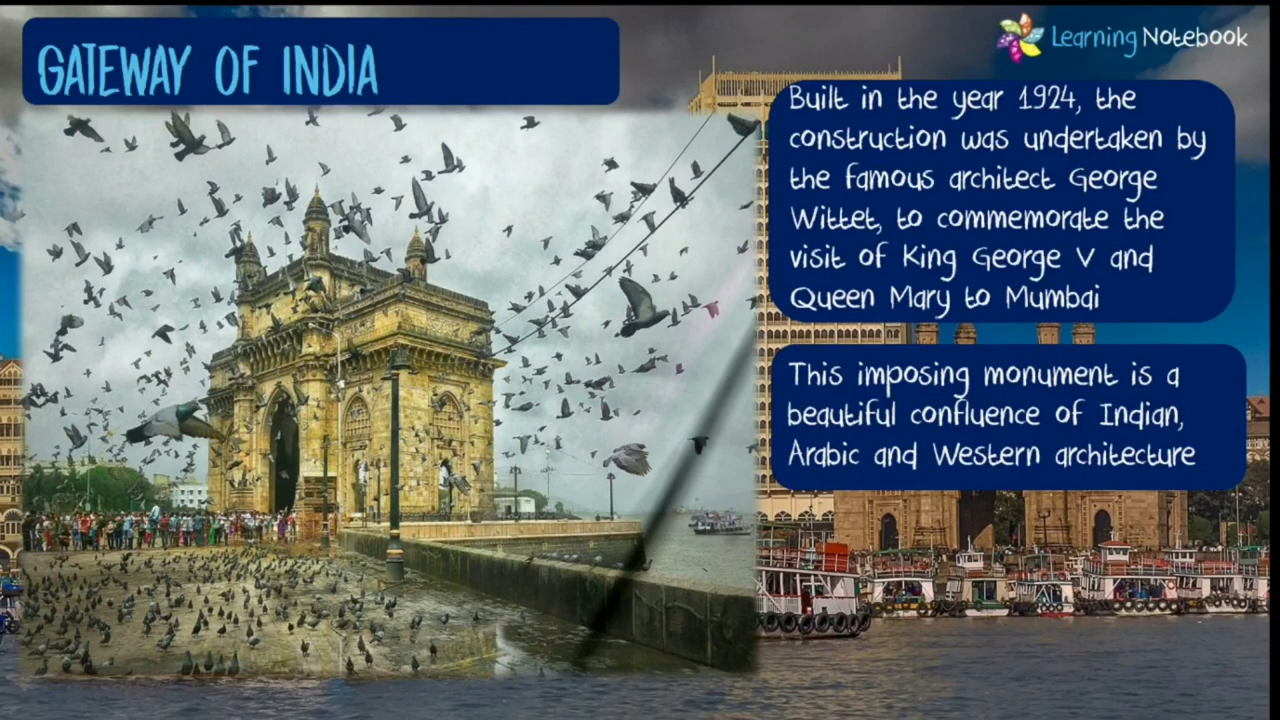 GATEWAY OF INDIA
Learning Notebook
Built in the year 1924, the
construction was undertaken by
the famous architect George
Wittet, to commemorate the
visit of King George V and
Queen Mary to Mumbai
This imposing monument is a
beautiful confluence of Indian,
Arabic and Western architecture